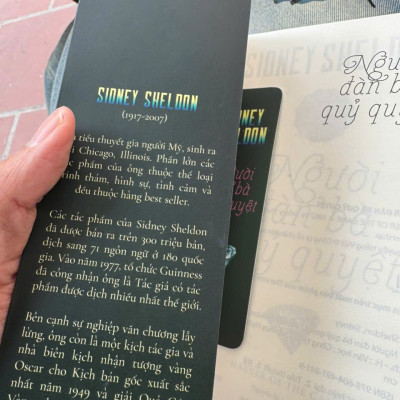 SIDNEY SHELDON
(1917-2007)
tiểu thuyết gia người Mỹ, sinh ra
Chicago, Illinois. Phần lớn các
phẩm của ông thuộc thể loại
trinh thám, hình sự, tình cảm và
đều thuộc hàng best seller.
Các tác phẩm của Sidney Sheldon
đã được bán ra trên 300 triệu bản,
dịch sang 71 ngôn ngữ ở 180 quốc
gia. Vào năm 1977, tổ chức Guinness
đã công nhận ông là Tác giả có tác
phẩm được dịch nhiều nhất thế giới.
Bên cạnh sự nghiệp văn chương lẫy
lừng, ông còn là một kịch tác gia và
nhà biên kịch nhận tượng vàng
Oscar cho Kịch bản gốc xuất sắc
nhất năm 1949 và giải
NEY
LDON
bà
quyệt
SIDNEY SHELDON
Người
đàn bà
quỷ quy
Người
đàn bà
quỷ quyệt
Sheldon, Sidney